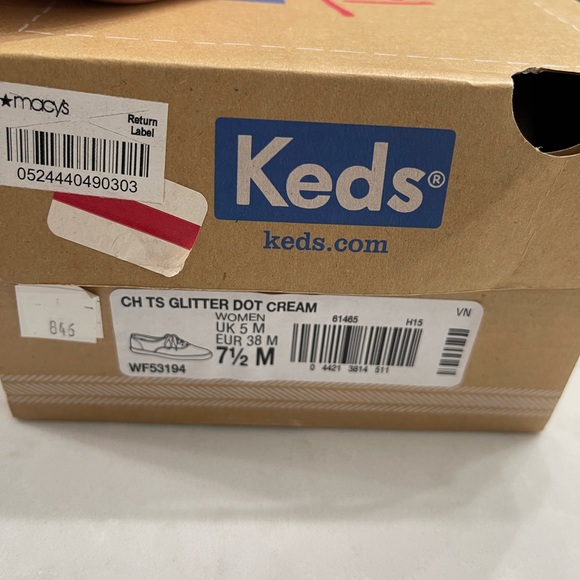 ★macy's
Return
Label
0524440490303
Keds®
keds.com
846
CH TS GLITTER DOT CREAM
WOMEN
UK 5 M
EUR 38 M
7½ M
WF53194
61465
H15
0 4421 3814 511
VN